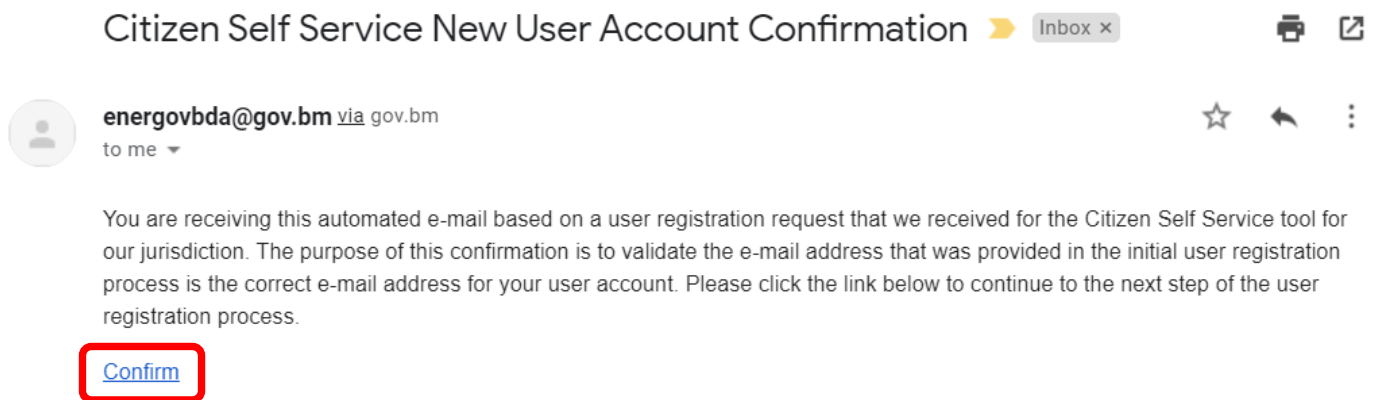 Citizen Self Service New User Account Confirmation Inbox ×
energovbda@gov.bm via gov.bm
to me
You are receiving this automated e-mail based on a user registration request that we received for the Citizen Self Service tool for
our jurisdiction. The purpose of this confirmation is to validate the e-mail address that was provided in the initial user registration
process is the correct e-mail address for your user account. Please click the link below to continue to the next step of the user
registration process.
Confirm